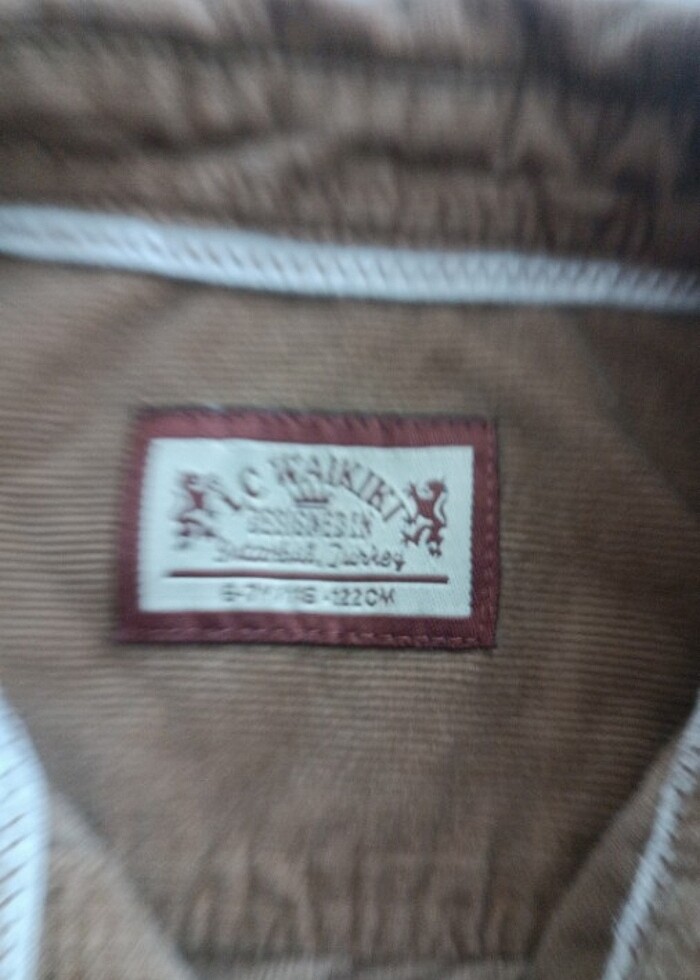 LC WAIKIKI
DESIGNED IN
Istanbul, Turkey
6-7Y/116-122CM